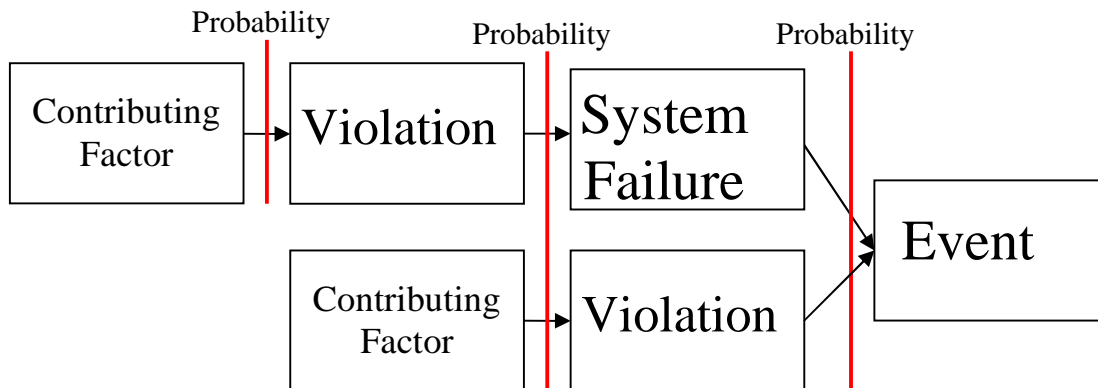 Probability
Probability
Probability
Contributing
Factor
Violation
System
Failure
Event
Contributing
Factor
Violation